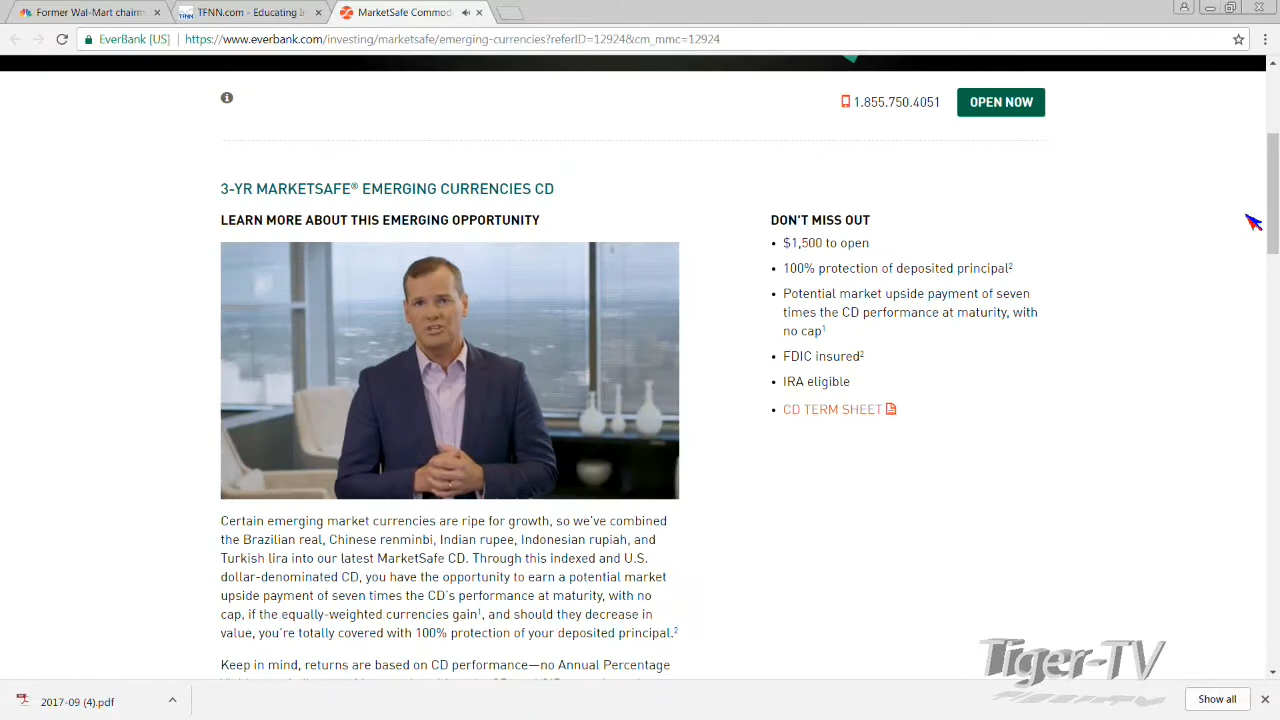 Former Wal-Mart chairm
TFNN.com - Educating I
MarketSafe Commod
EverBank [US]
https://www.everbank.com/investing/marketsafe/emerging-currencies?referID=12924&cm_mmc=12924
1.855.750.4051
OPEN NOW
3-YR MARKETSAFE® EMERGING CURRENCIES CD
LEARN MORE ABOUT THIS EMERGING OPPORTUNITY
Certain emerging market currencies are ripe for growth, so we've combined
the Brazilian real, Chinese renminbi, Indian rupee, Indonesian rupiah, and
Turkish lira into our latest MarketSafe CD. Through this indexed and U.S.
dollar-denominated CD, you have the opportunity to earn a potential market
upside payment of seven times the CD's performance at maturity, with no
cap, if the equally-weighted currencies gain¹, and should they decrease in
value, you're totally covered with 100% protection of your deposited principal.²
Keep in mind, returns are based on CD performance—no Annual Percentage
DON'T MISS OUT
• $1,500 to open
• 100% protection of deposited principal²
• Potential market upside payment of seven
times the CD performance at maturity, with
no cap¹
• FDIC insured²
• IRA eligible
• CD TERM SHEET
Tiger-TV
2017-09 (4).pdf
Show all